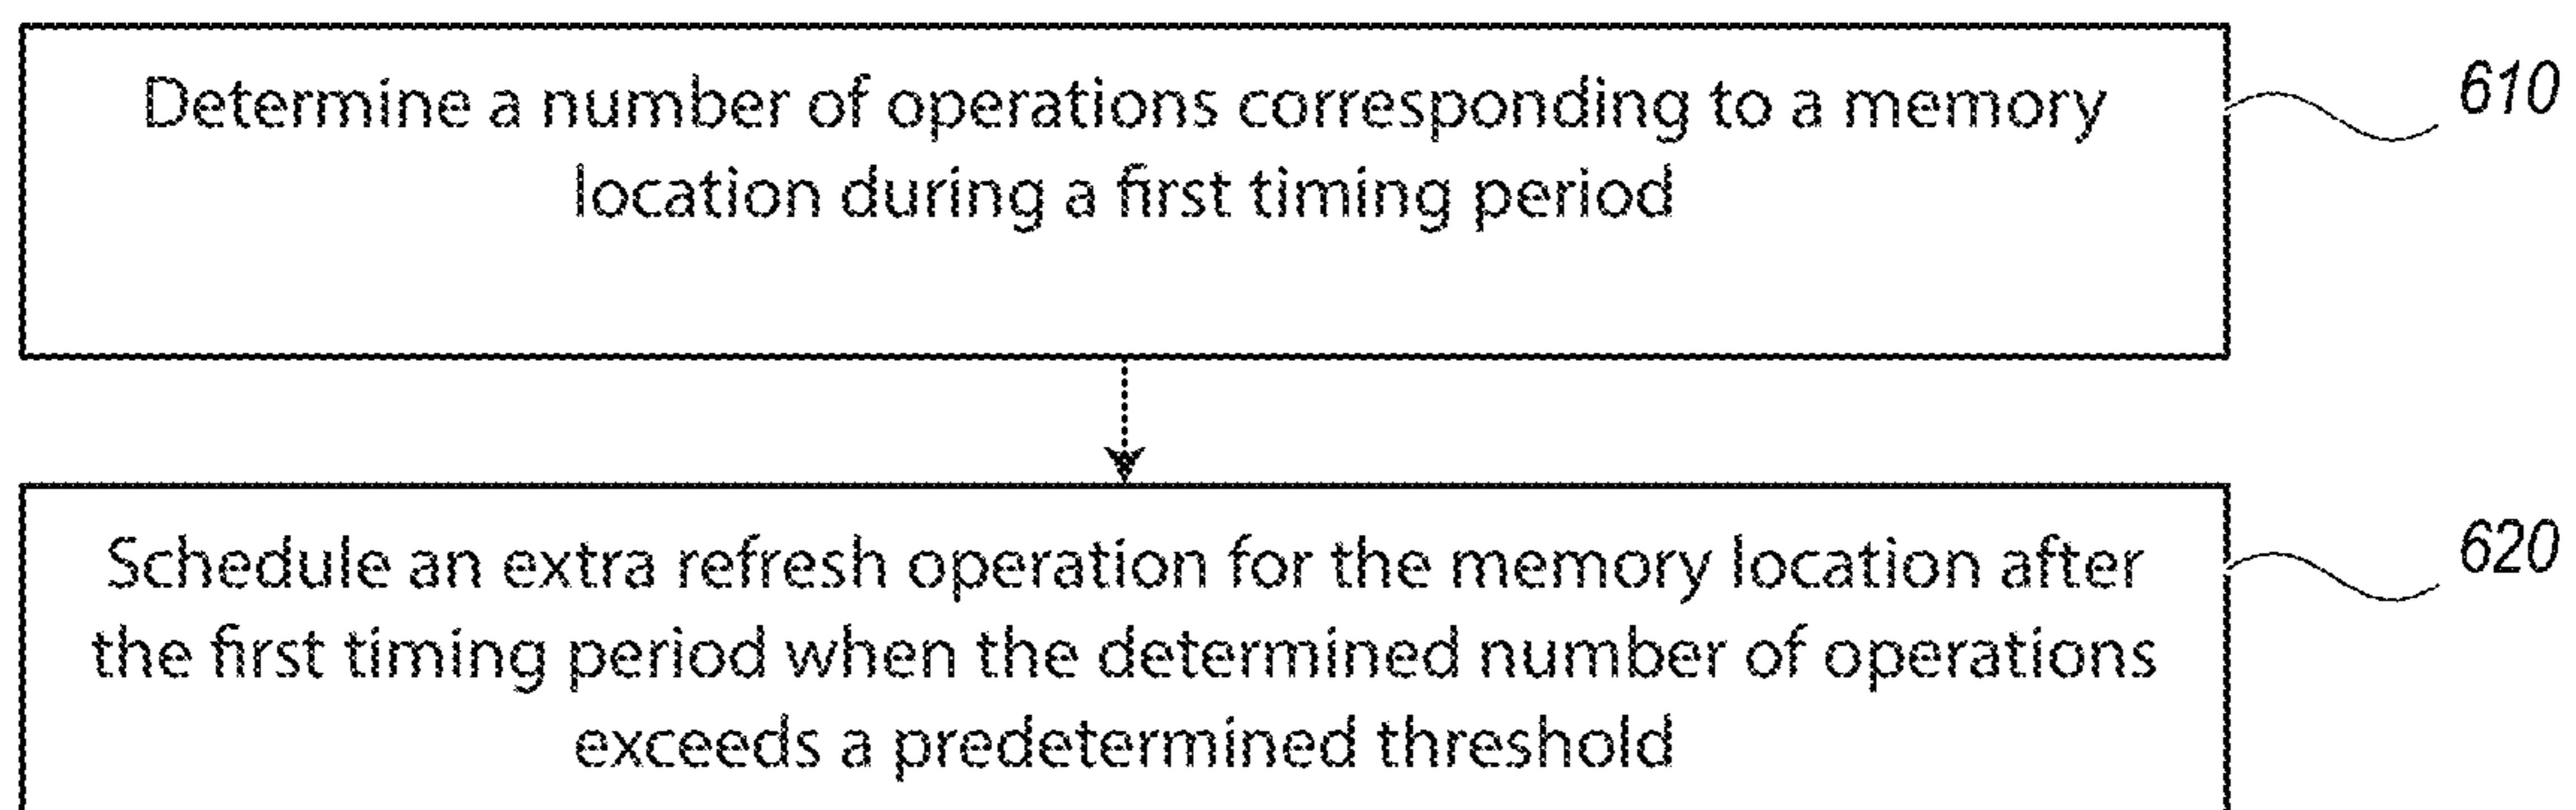 Determine a number of operations corresponding to a memory
location during a first timing period
610
Schedule an extra refresh operation for the memory location after
the first timing period when the determined number of operations
exceeds a predetermined threshold
620